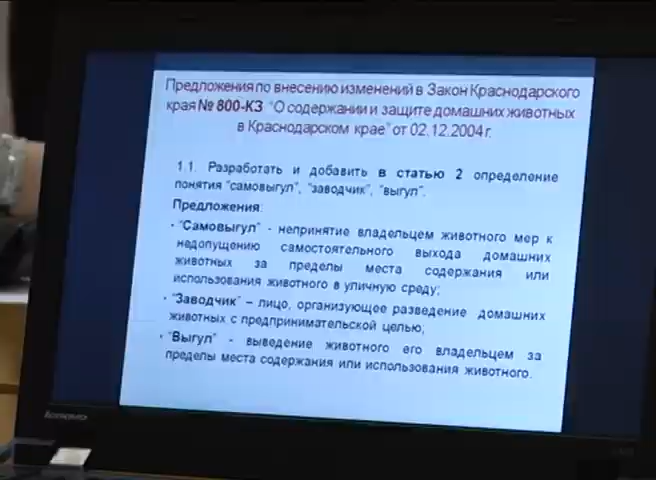 Предложения по внесению изменений в Закон Краснодарского
края № 800-КЗ "О содержании и защите домашних животных
в Краснодарском крае" от 02.12.2004 г.
1.1. Разработать и добавить в статью 2 определение
понятия "самовыгул", "заводчик", "выгул".
Предложения:
- "Самовыгул" - непринятие владельцем животного мер к
недопущению самостоятельного выхода домашних
животных за пределы места содержания или
использования животного в уличную среду;
- "Заводчик" – лицо, организующее разведение домашних
животных с предпринимательской целью;
- "Выгул" - выведение животного его владельцем за
пределы места содержания или использования животного.
lenovo